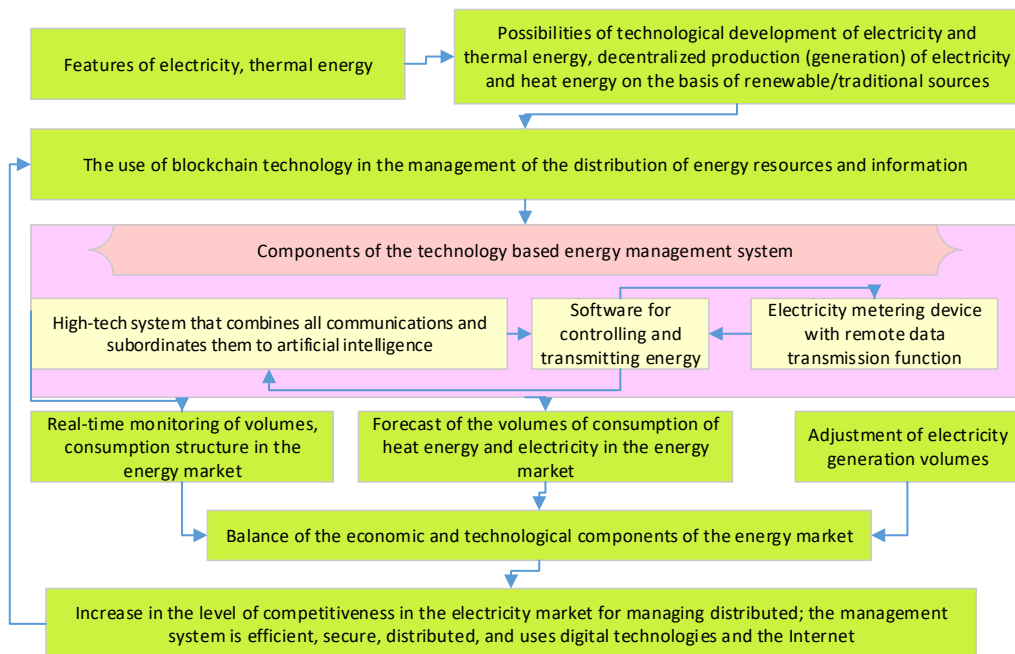 Features of electricity, thermal energy
Possibilities of technological development of electricity and
thermal energy, decentralized production (generation) of electricity
and heat energy on the basis of renewable/traditional sources
The use of blockchain technology in the management of the distribution of energy resources and information
Components of the technology based energy management system
High-tech system that combines all communications and
subordinates them to artificial intelligence
Software for
controlling and
transmitting energy
Electricity metering device
with remote data
transmission function
Real-time monitoring of volumes,
consumption structure in the
energy market
Forecast of the volumes of consumption of
heat energy and electricity in the energy
market
Adjustment of electricity
generation volumes
Balance of the economic and technological components of the energy market
Increase in the level of competitiveness in the electricity market for managing distributed; the management
system is efficient, secure, distributed, and uses digital technologies and the Internet